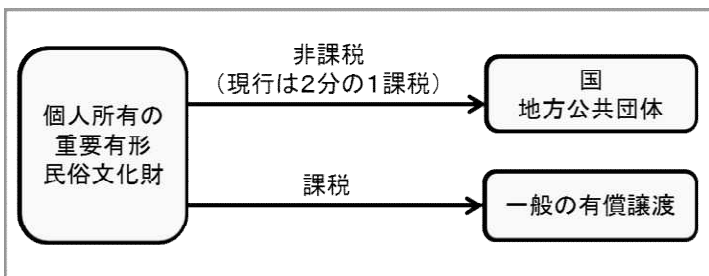 個人所有の
重要有形
民俗文化財
非課税
（現行は2分の1課税）
国
地方公共団体
課税
一般の有償譲渡